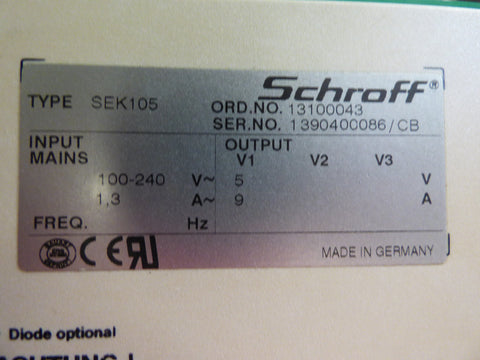 Schroff®
TYPE SEK105 ORD.NO. 13100043
SER.NO. 1390400086/CB
INPUT OUTPUT
MAINS V1 V2 V3
100-240 V~ 5 V
1,3 A~ 9 A
FREQ. Hz
CE
MADE IN GERMANY
Diode optional
ACHTUNG !